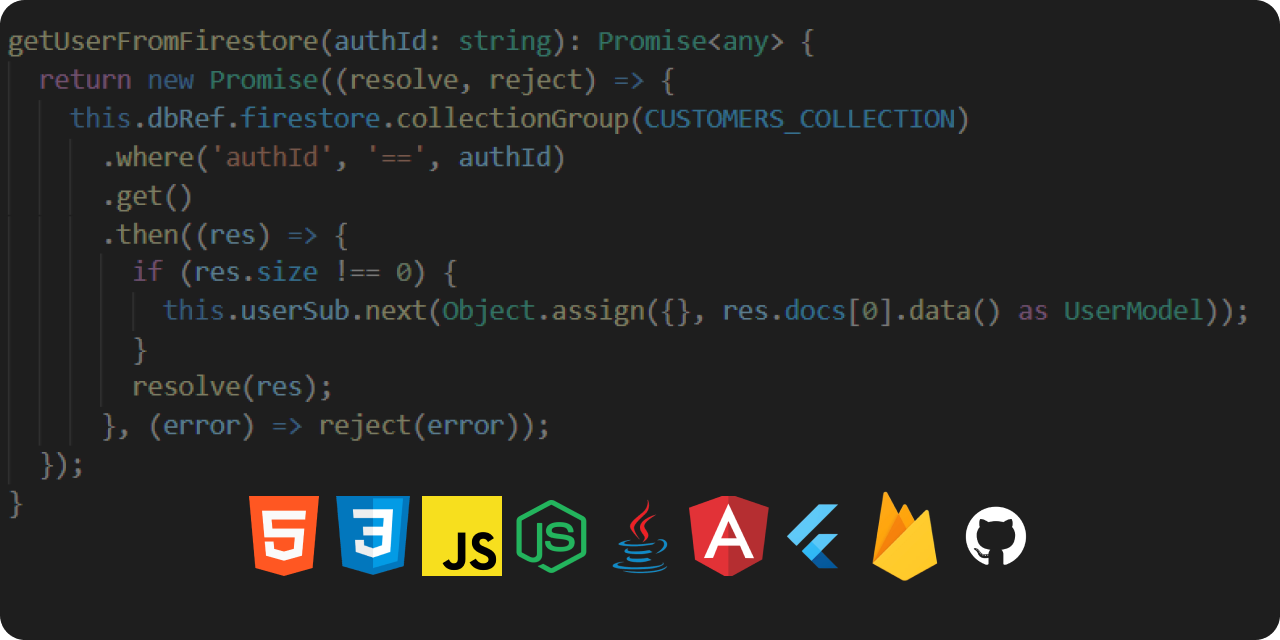 getUserFromFirestore(authId: string): Promise<any> {
return new Promise((resolve, reject) => {
this.dbRef.firestore.collectionGroup(CUSTOMERS_COLLECTION)
.where('authId', '==', authId)
.get()
.then((res) => {
if (res.size !== 0) {
this.userSub.next(Object.assign({}, res.docs[0].data() as UserModel));
}
resolve(res);
}, (error) => reject(error));
});
}
5 3 JS JS A